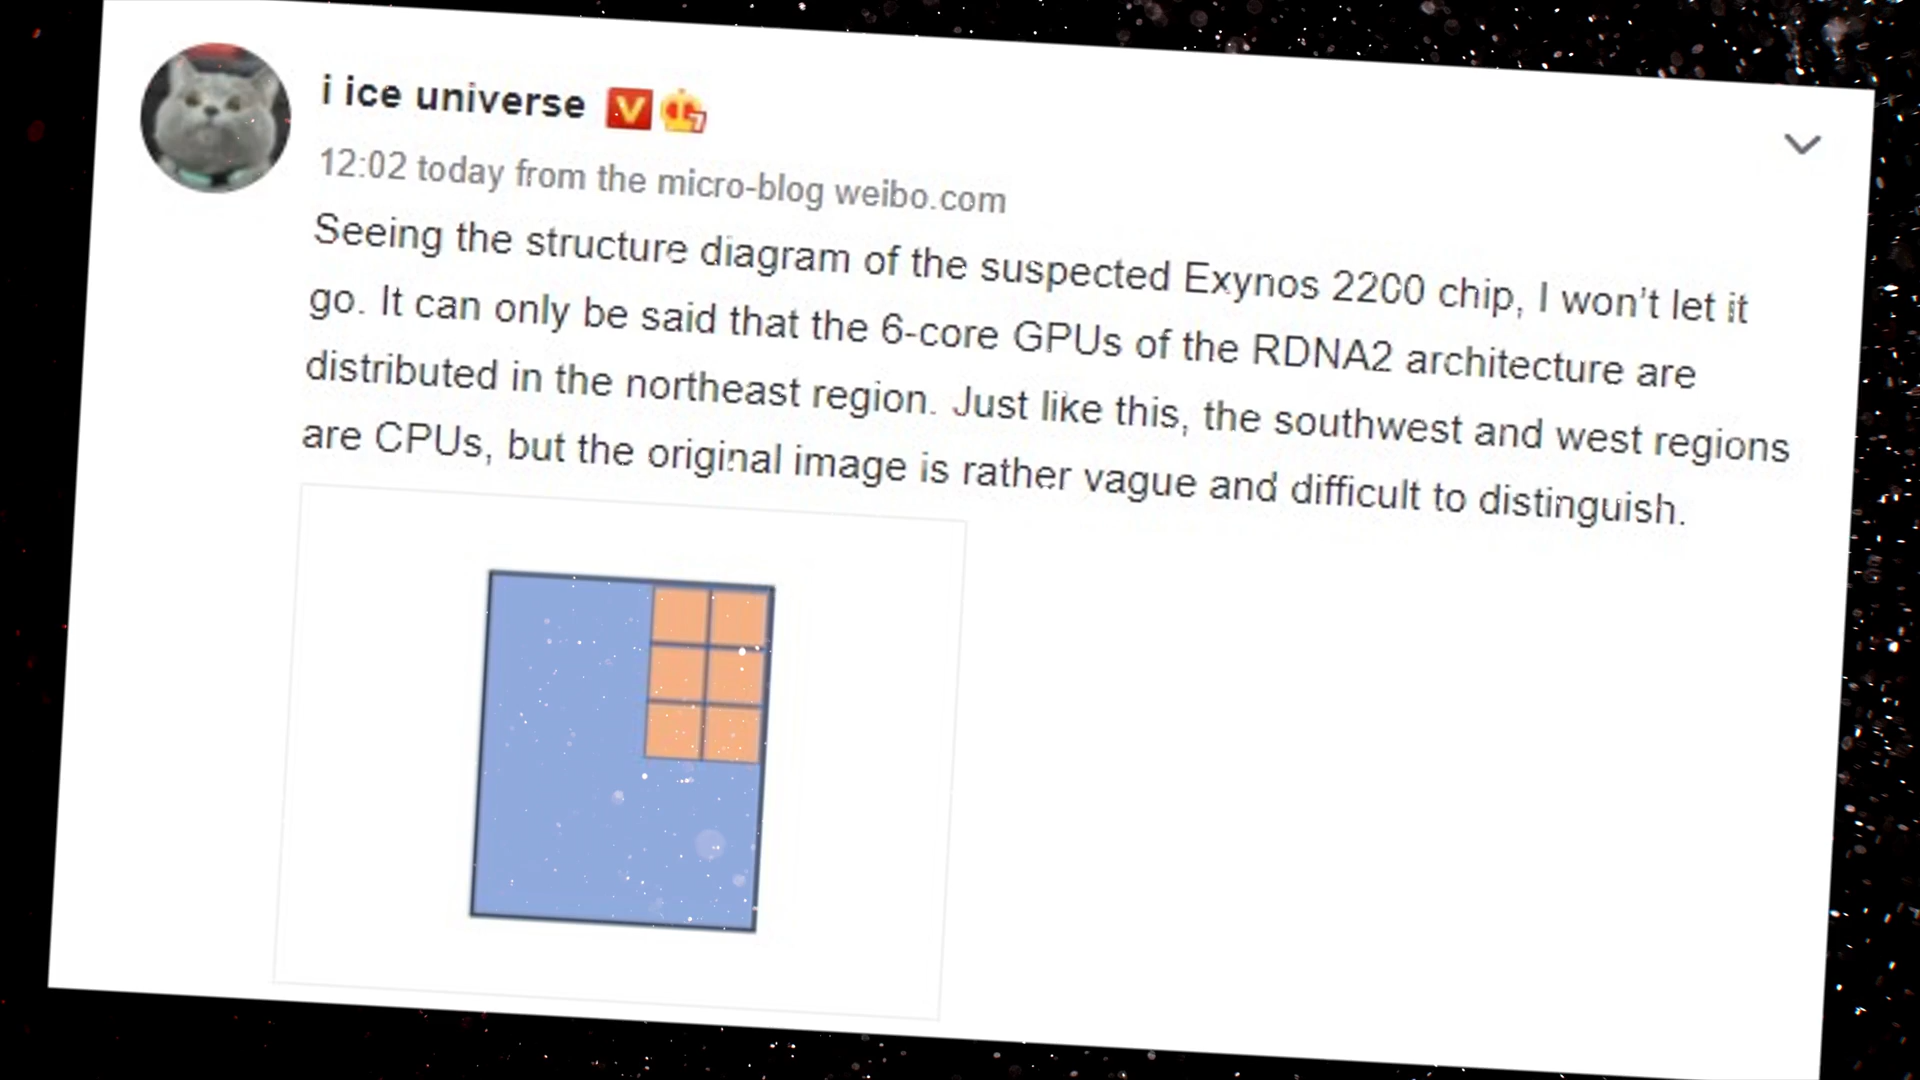 i ice universe
12:02 today from the micro-blog weibo.com
Seeing the structure diagram of the suspected Exynos 2200 chip, I won't let it
go. It can only be said that the 6-core GPUs of the RDNA2 architecture are
distributed in the northeast region. Just like this, the southwest and west regions
are CPUs, but the original image is rather vague and difficult to distinguish.